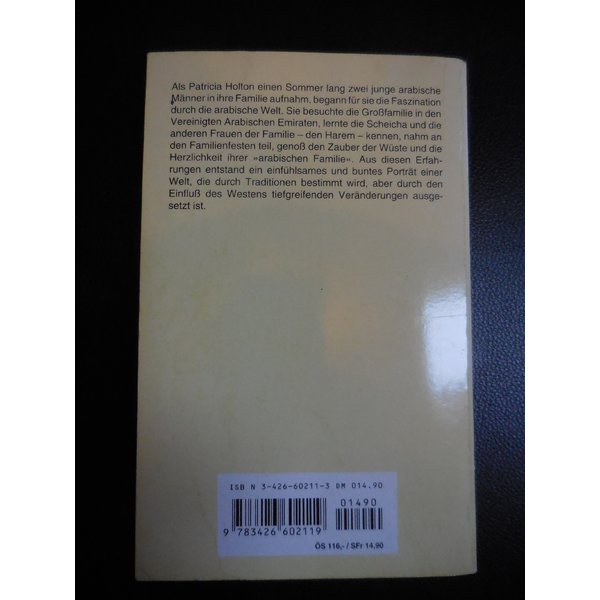 Als Patricia Holton einen Sommer lang zwei junge arabische
Männer in ihre Familie aufnahm, begann für sie die Faszination
durch die arabische Welt. Sie besuchte die Großfamilie in den
Vereinigten Arabischen Emiraten, lernte die Scheicha und die
anderen Frauen der Familie – den Harem – kennen, nahm an
den Familienfesten teil, genoß den Zauber der Wüste und die
Herzlichkeit ihrer »arabischen Familie«. Aus diesen Erfah-
rungen entstand ein einfühlsames und buntes Porträt einer
Welt, die durch Traditionen bestimmt wird, aber durch den
Einfluß des Westens tiefgreifenden Veränderungen ausge-
setzt ist.
ISB N 3-426-60211-3 DM 014.90
01490
9 783426 602119
ÖS 116,- / SFr 14,90